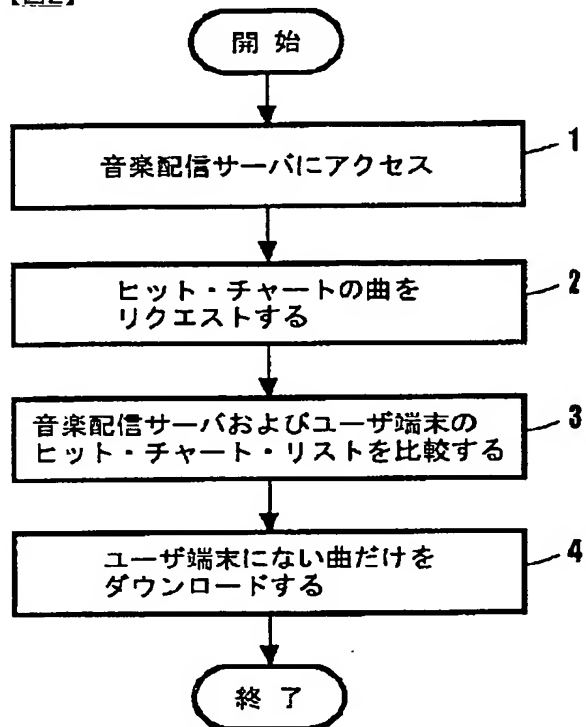 【図2】
開始
音楽配信サーバにアクセス
1
ヒット・チャートの曲を
リクエストする
2
音楽配信サーバおよびユーザ端末の
ヒット・チャート・リストを比較する
3
ユーザ端末にない曲だけを
ダウンロードする
4
終了